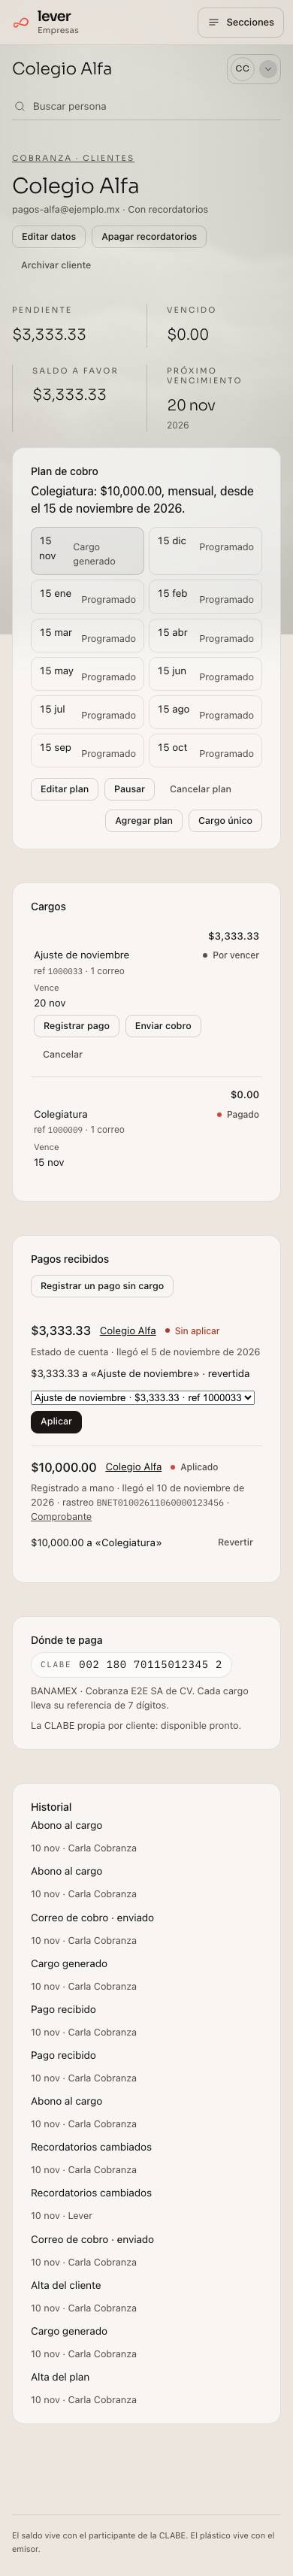 lever
Empresas
Secciones
Colegio Alfa
CC
Buscar persona
COBRANZA · CLIENTES
Colegio Alfa
pagos-alfa@ejemplo.mx · Con recordatorios
Editar datos
Apagar recordatorios
Archivar cliente
PENDIENTE
$3,333.33
VENCIDO
$0.00
SALDO A FAVOR
$3,333.33
PRÓXIMO
VENCIMIENTO
20 nov
2026
Plan de cobro
Colegiatura: $10,000.00, mensual, desde
el 15 de noviembre de 2026.
15
nov
Cargo
generado
15 dic
Programado
15 ene
Programado
15 feb
Programado
15 mar
Programado
15 abr
Programado
15 may
Programado
15 jun
Programado
15 jul
Programado
15 ago
Programado
15 sep
Programado
15 oct
Programado
Editar plan
Pausar
Cancelar plan
Agregar plan
Cargo único
Cargos
$3,333.33
Ajuste de noviembre
Por vencer
ref 1000033 · 1 correo
Vence
20 nov
Registrar pago
Enviar cobro
Cancelar
$0.00
Colegiatura
Pagado
ref 1000009 · 1 correo
Vence
15 nov
Pagos recibidos
Registrar un pago sin cargo
$3,333.33 Colegio Alfa Sin aplicar
Estado de cuenta · llegó el 5 de noviembre de 2026
$3,333.33 a «Ajuste de noviembre» · revertida
Ajuste de noviembre · $3,333.33 · ref 1000033
Aplicar
$10,000.00 Colegio Alfa Aplicado
Registrado a mano · llegó el 10 de noviembre de
2026 · rastreo BNET01002611060000123456 ·
Comprobante
$10,000.00 a «Colegiatura»
Revertir
Dónde te paga
CLABE 002 180 70115012345 2
BANAMEX · Cobranza E2E SA de CV. Cada cargo
lleva su referencia de 7 dígitos.
La CLABE propia por cliente: disponible pronto.
Historial
Abono al cargo
10 nov · Carla Cobranza
Abono al cargo
10 nov · Carla Cobranza
Correo de cobro · enviado
10 nov · Carla Cobranza
Cargo generado
10 nov · Carla Cobranza
Pago recibido
10 nov · Carla Cobranza
Pago recibido
10 nov · Carla Cobranza
Abono al cargo
10 nov · Carla Cobranza
Recordatorios cambiados
10 nov · Carla Cobranza
Recordatorios cambiados
10 nov · Lever
Correo de cobro · enviado
10 nov · Carla Cobranza
Alta del cliente
10 nov · Carla Cobranza
Cargo generado
10 nov · Carla Cobranza
Alta del plan
10 nov · Carla Cobranza
El saldo vive con el participante de la CLABE. El plástico vive con el
emisor.